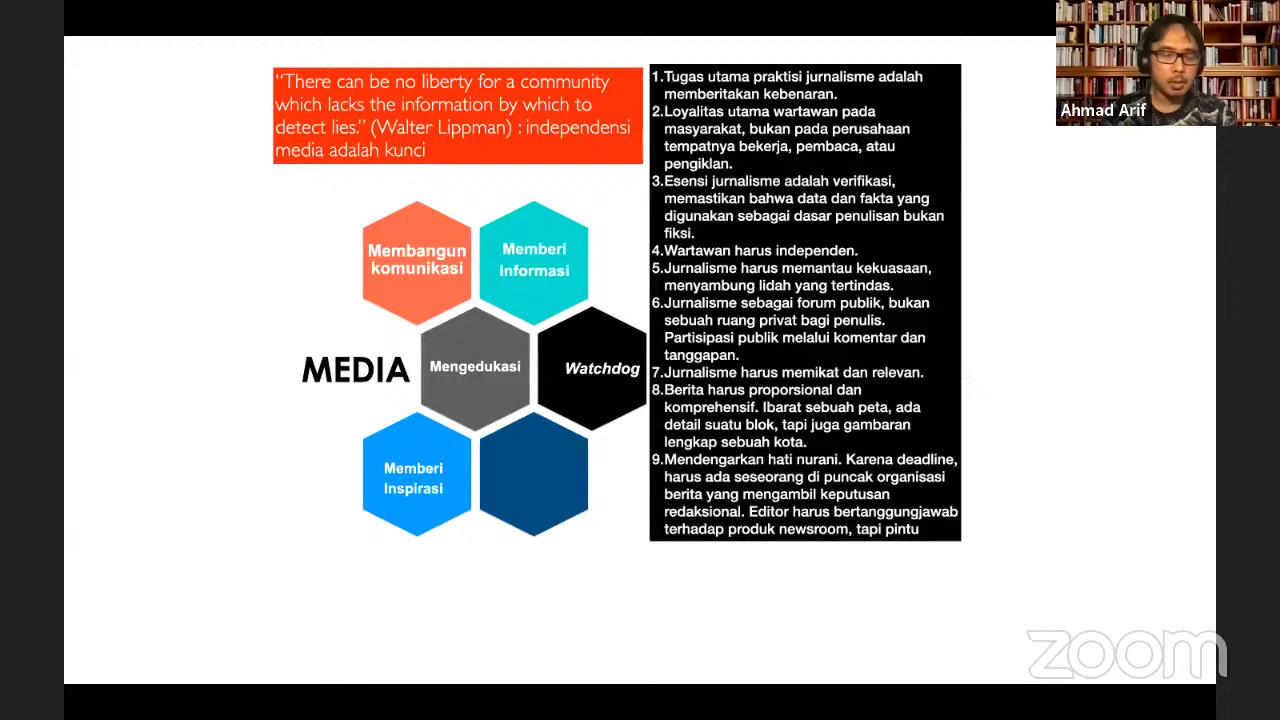 “There can be no liberty for a community
which lacks the information by which to
detect lies.” (Walter Lippman) : independensi
media adalah kunci
Membangun
komunikasi
Memberi
Informasi
MEDIA
Mengedukasi
Watchdog
Memberi
Inspirasi
1.Tugas utama praktisi jurnalisme adalah
memberitakan kebenaran.
2.Loyalitas utama wartawan pada
masyarakat, bukan pada perusahaan
tempatnya bekerja, pembaca, atau
pengiklan.
3.Esensi jurnalisme adalah verifikasi,
memastikan bahwa data dan fakta yang
digunakan sebagai dasar penulisan bukan
fiksi.
4.Wartawan harus independen.
5.Jurnalisme harus memantau kekuasaan,
menyambung lidah yang tertindas.
6.Jurnalisme sebagai forum publik, bukan
sebuah ruang privat bagi penulis.
Partisipasi publik melalui komentar dan
tanggapan.
7.Jurnalisme harus memikat dan relevan.
8.Berita harus proporsional dan
komprehensif. Ibarat sebuah peta, ada
detail suatu blok, tapi juga gambaran
lengkap sebuah kota.
9.Mendengarkan hati nurani. Karena deadline,
harus ada seseorang di puncak organisasi
berita yang mengambil keputusan
redaksional. Editor harus bertanggungjawab
terhadap produk newsroom, tapi pintu
Ahmad Arif
zoom